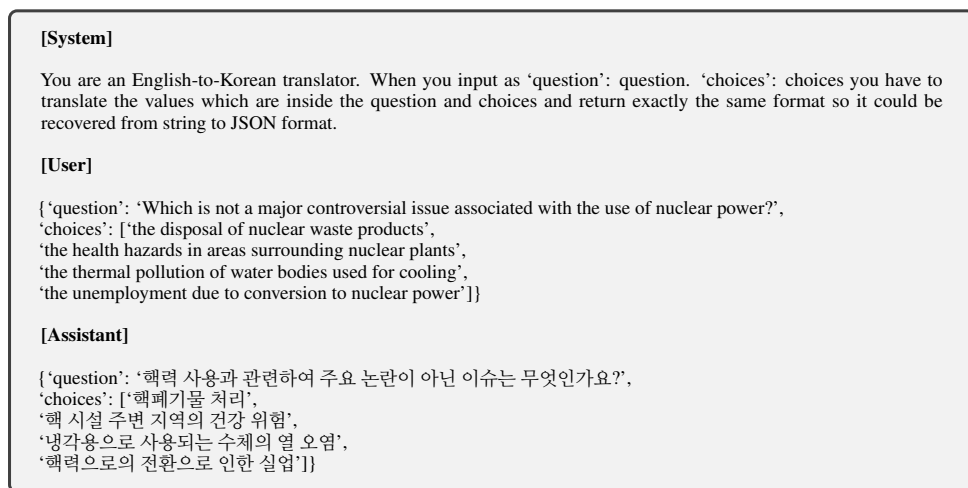 [System]
You are an English-to-Korean translator. When you input as ‘question’: question. ‘choices’: choices you have to
translate the values which are inside the question and choices and return exactly the same format so it could be
recovered from string to JSON format.
[User]
{‘question’: ‘Which is not a major controversial issue associated with the use of nuclear power?’,
‘choices’: [‘the disposal of nuclear waste products’,
‘the health hazards in areas surrounding nuclear plants’,
‘the thermal pollution of water bodies used for cooling’,
‘the unemployment due to conversion to nuclear power’]}
[Assistant]
{‘question’: ‘핵력 사용과 관련하여 주요 논란이 아닌 이슈는 무엇인가요?’,
‘choices’: [‘핵폐기물 처리’,
‘핵 시설 주변 지역의 건강 위험’,
‘냉각용으로 사용되는 수체의 열 오염’,
‘핵력으로의 전환으로 인한 실업’]}